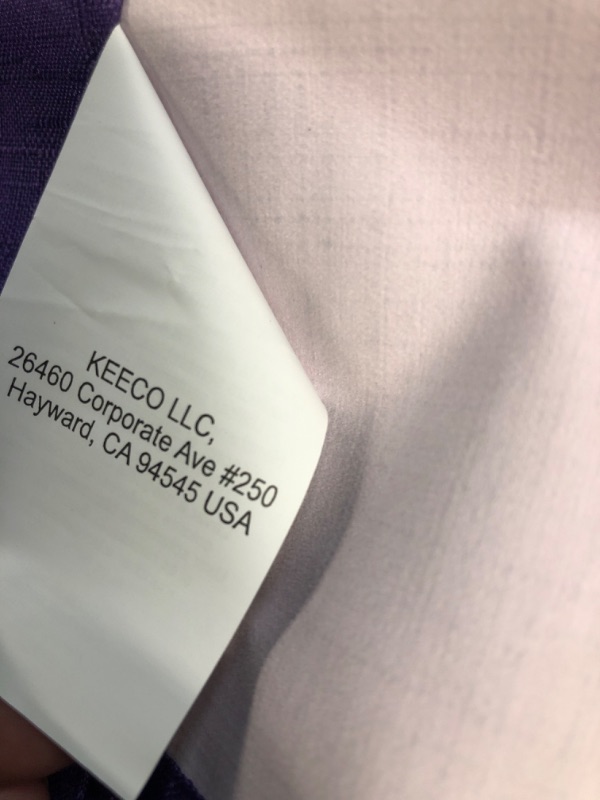 KEECO LLC,
26460 Corporate Ave #250
Hayward, CA 94545 USA